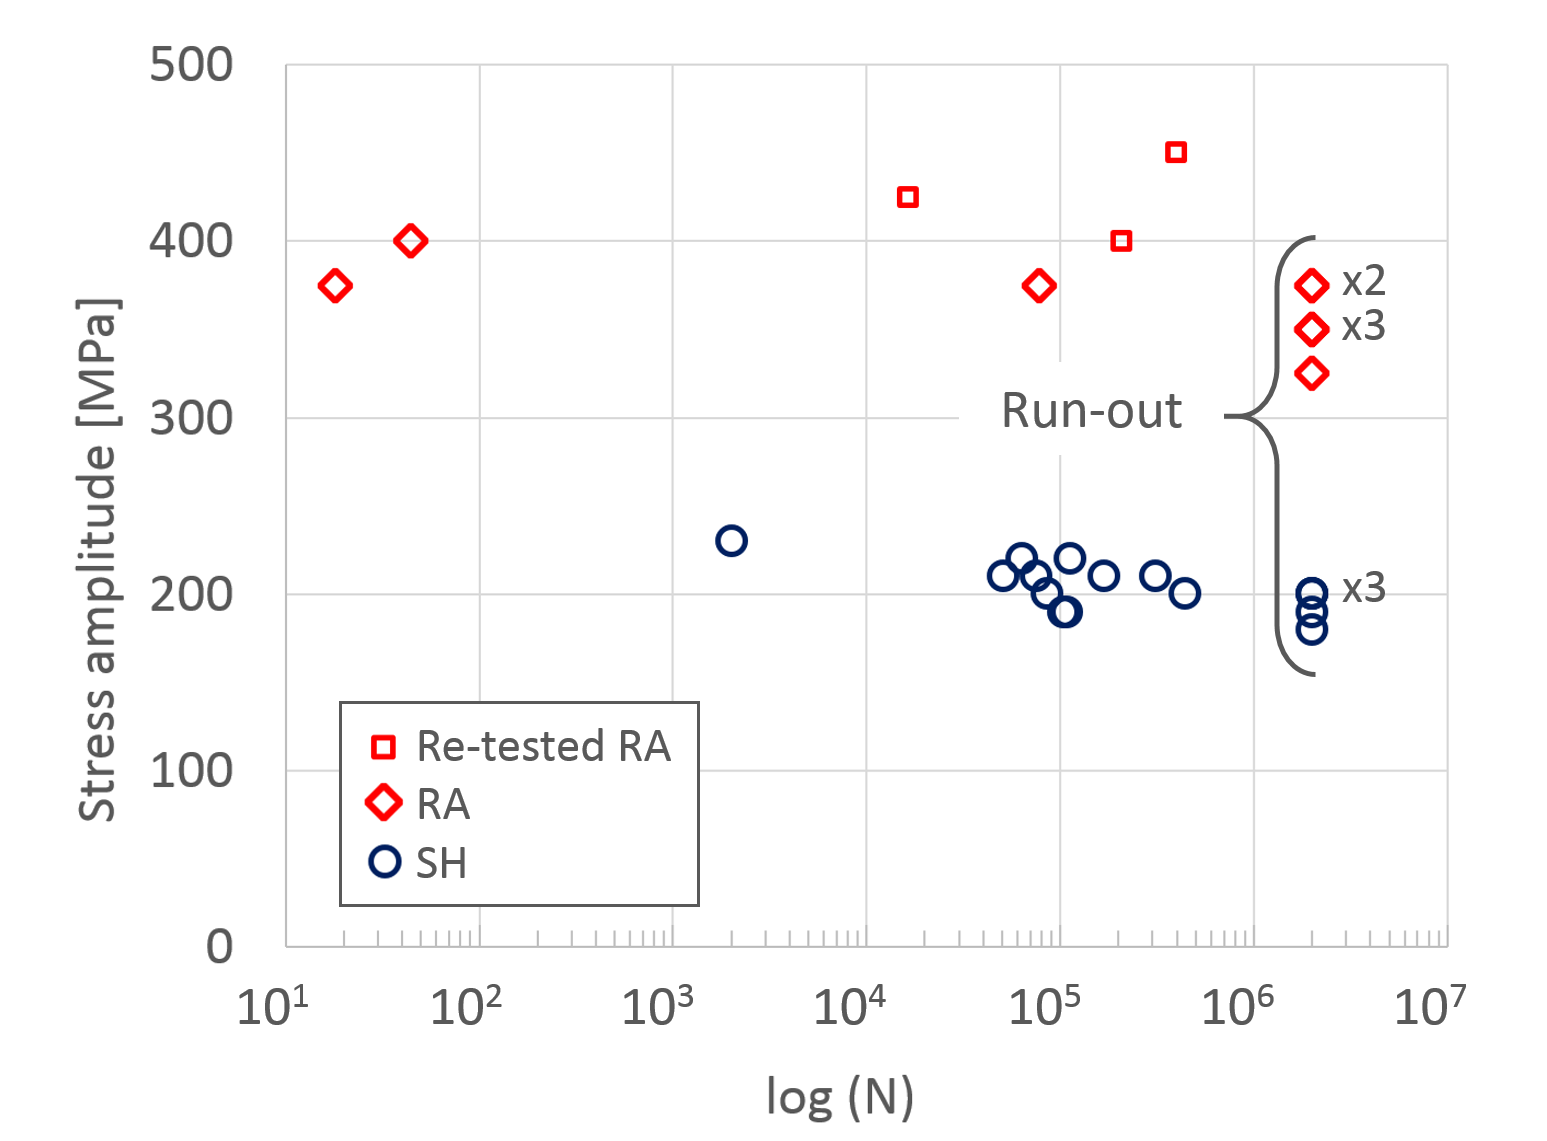 500
400
300
200
100
0
Stress amplitude [MPa]
x2
x3
Run-out
x3
Re-tested RA
RA
SH
10¹ 10² 10³ 10⁴ 10⁵ 10⁶ 10⁷
log (N)